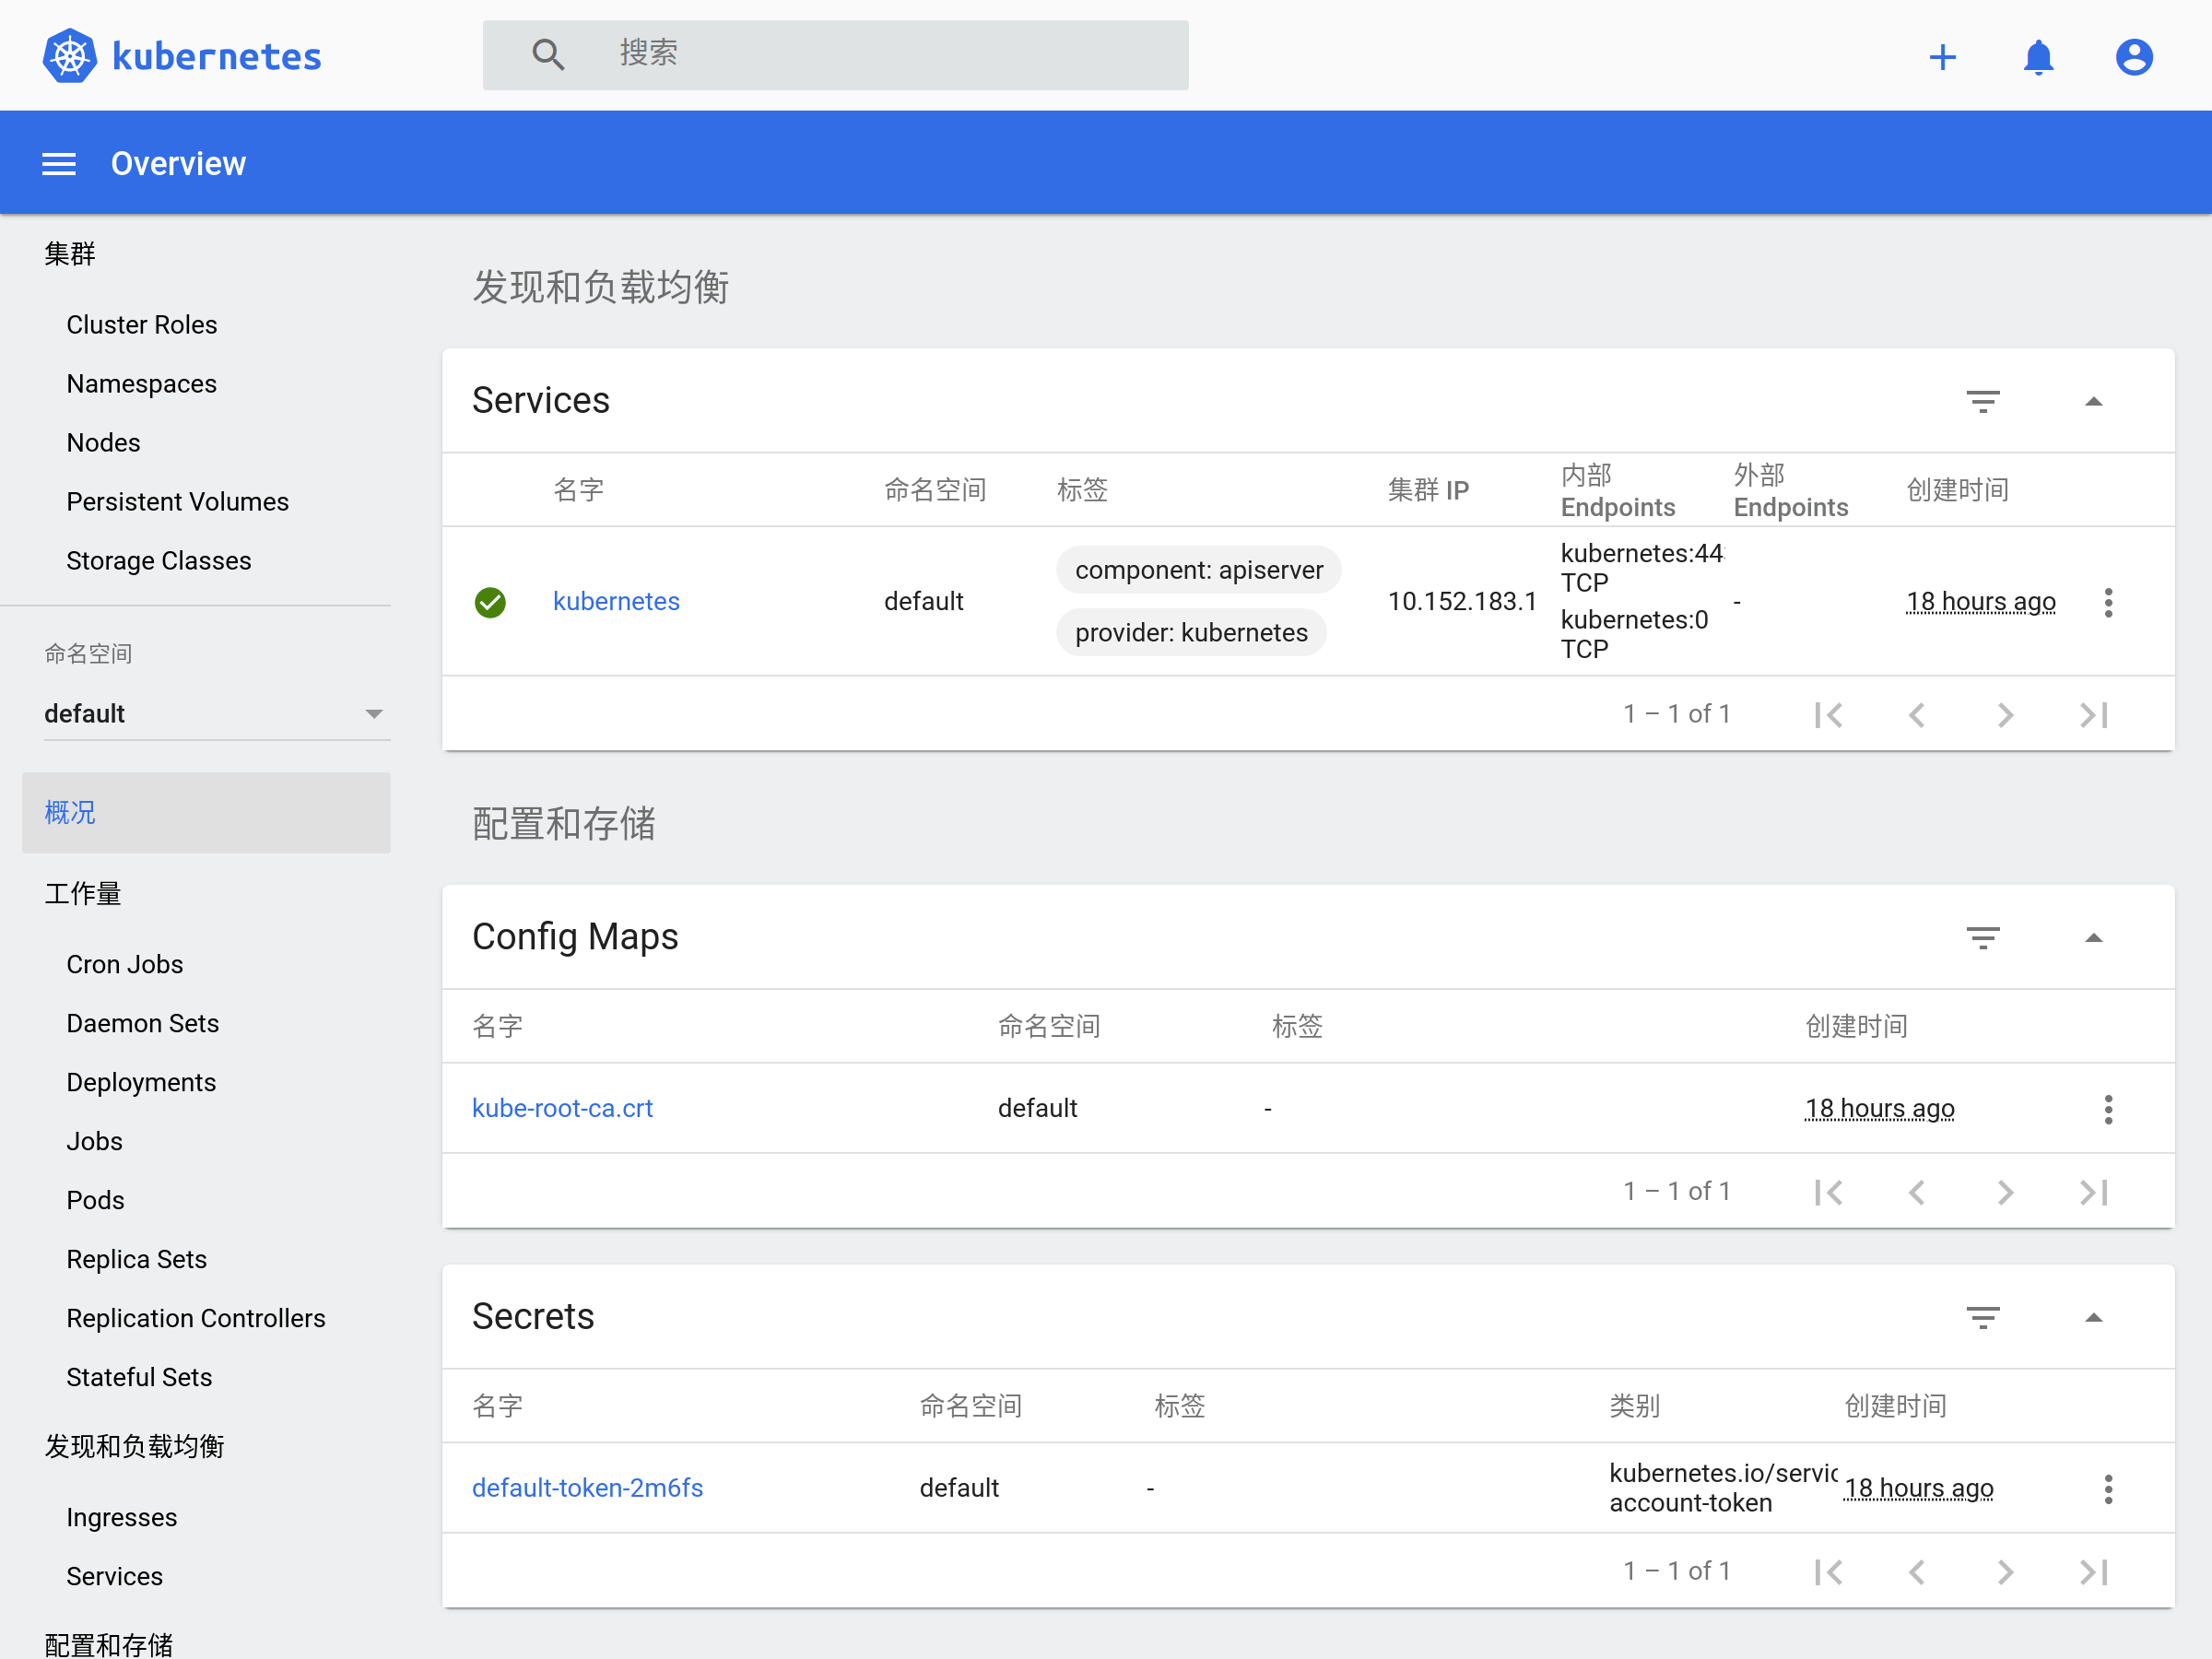 kubernetes
搜索
Overview
集群
Cluster Roles
Namespaces
Nodes
Persistent Volumes
Storage Classes
命名空间
default
概况
工作量
Cron Jobs
Daemon Sets
Deployments
Jobs
Pods
Replica Sets
Replication Controllers
Stateful Sets
发现和负载均衡
Ingresses
Services
配置和存储
发现和负载均衡
Services
名字 命名空间 标签 集群 IP 内部 Endpoints 外部 Endpoints 创建时间
kubernetes default component: apiserver provider: kubernetes 10.152.183.1 kubernetes:44 TCP kubernetes:0 TCP - 18 hours ago
1 – 1 of 1
配置和存储
Config Maps
名字 命名空间 标签 创建时间
kube-root-ca.crt default - 18 hours ago
1 – 1 of 1
Secrets
名字 命名空间 标签 类别 创建时间
default-token-2m6fs default - kubernetes.io/servic account-token 18 hours ago
1 – 1 of 1